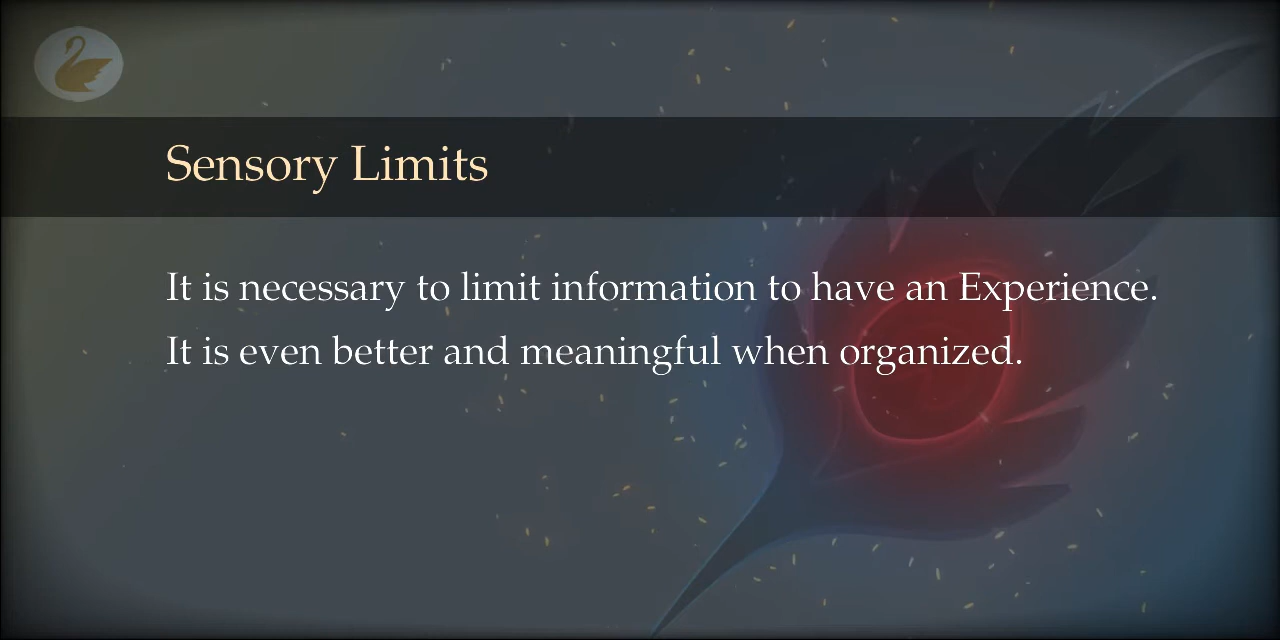 Sensory Limits
It is necessary to limit information to have an Experience.
It is even better and meaningful when organized.